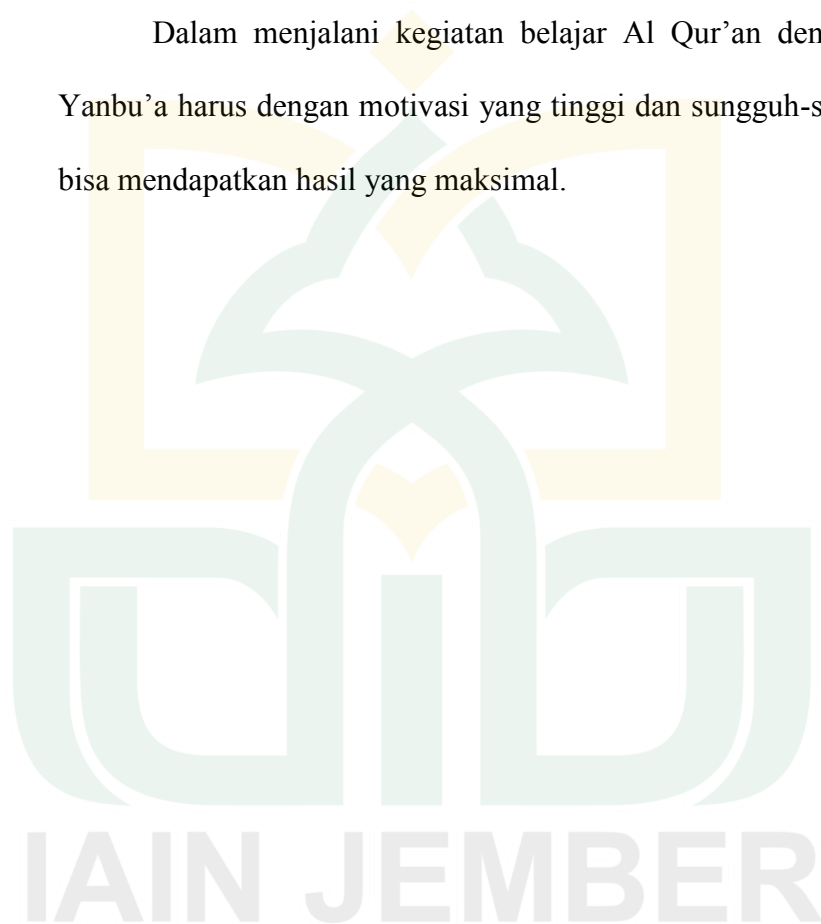 Dalam menjalani kegiatan belajar Al Qur’an den
Yanbu’a harus dengan motivasi yang tinggi dan sungguh-s
bisa mendapatkan hasil yang maksimal.
IAIN JEMBER